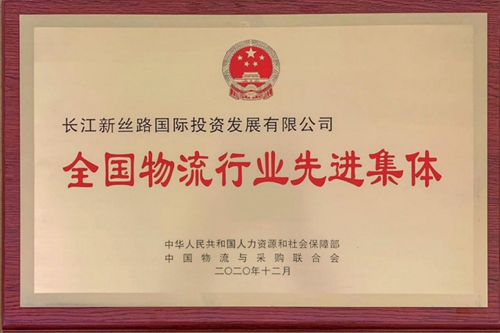 长江新丝路国际投资发展有限公司
全国物流行业先进集体
中华人民共和国人力资源和社会保障部
中国物流与采购联合会
二〇二〇年十二月